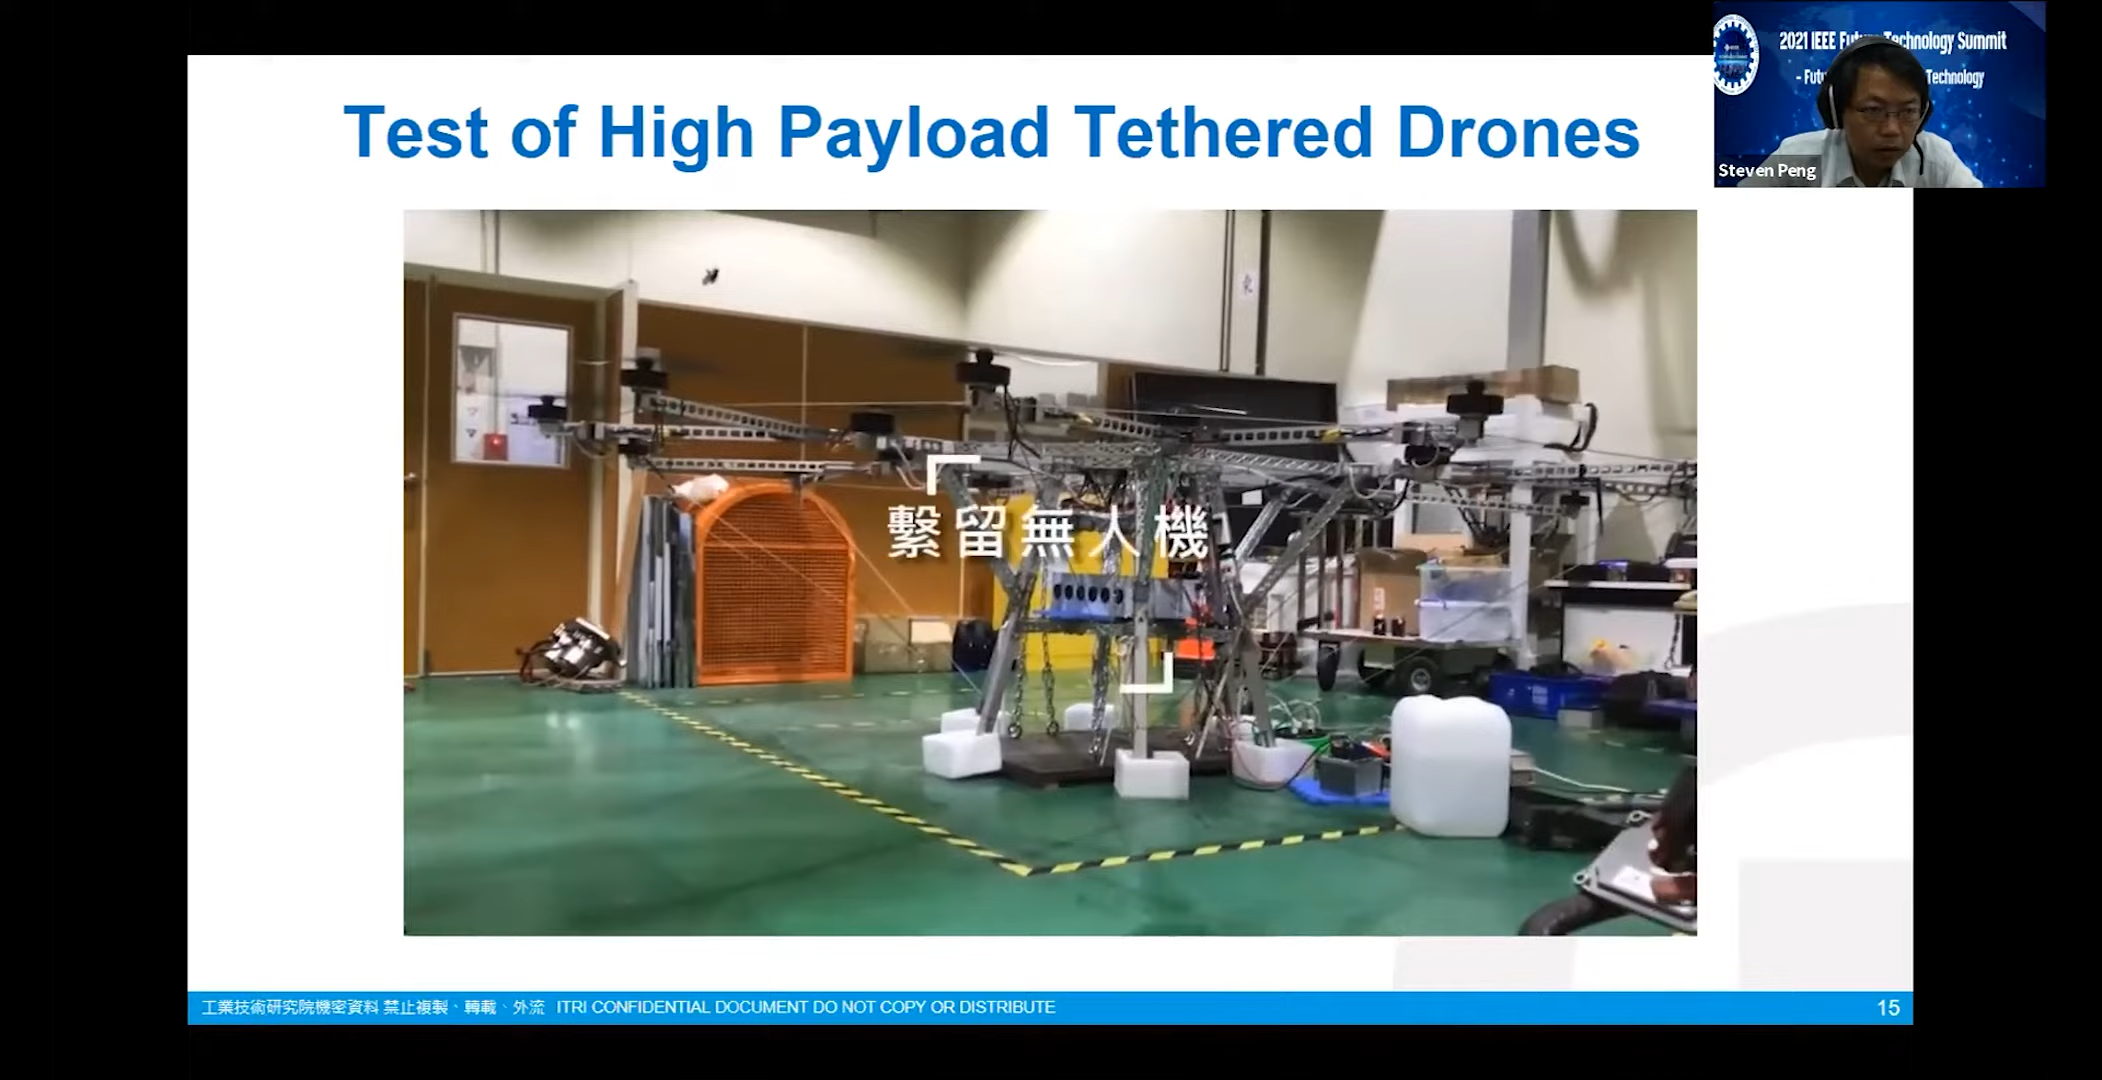 2021 IEEE Future Technology Summit
Technology
Steven Peng
Test of High Payload Tethered Drones
東
繫留無人機
工業技術研究院機密資料 禁止複製、轉載、外流 ITRI CONFIDENTIAL DOCUMENT DO NOT COPY OR DISTRIBUTE
15